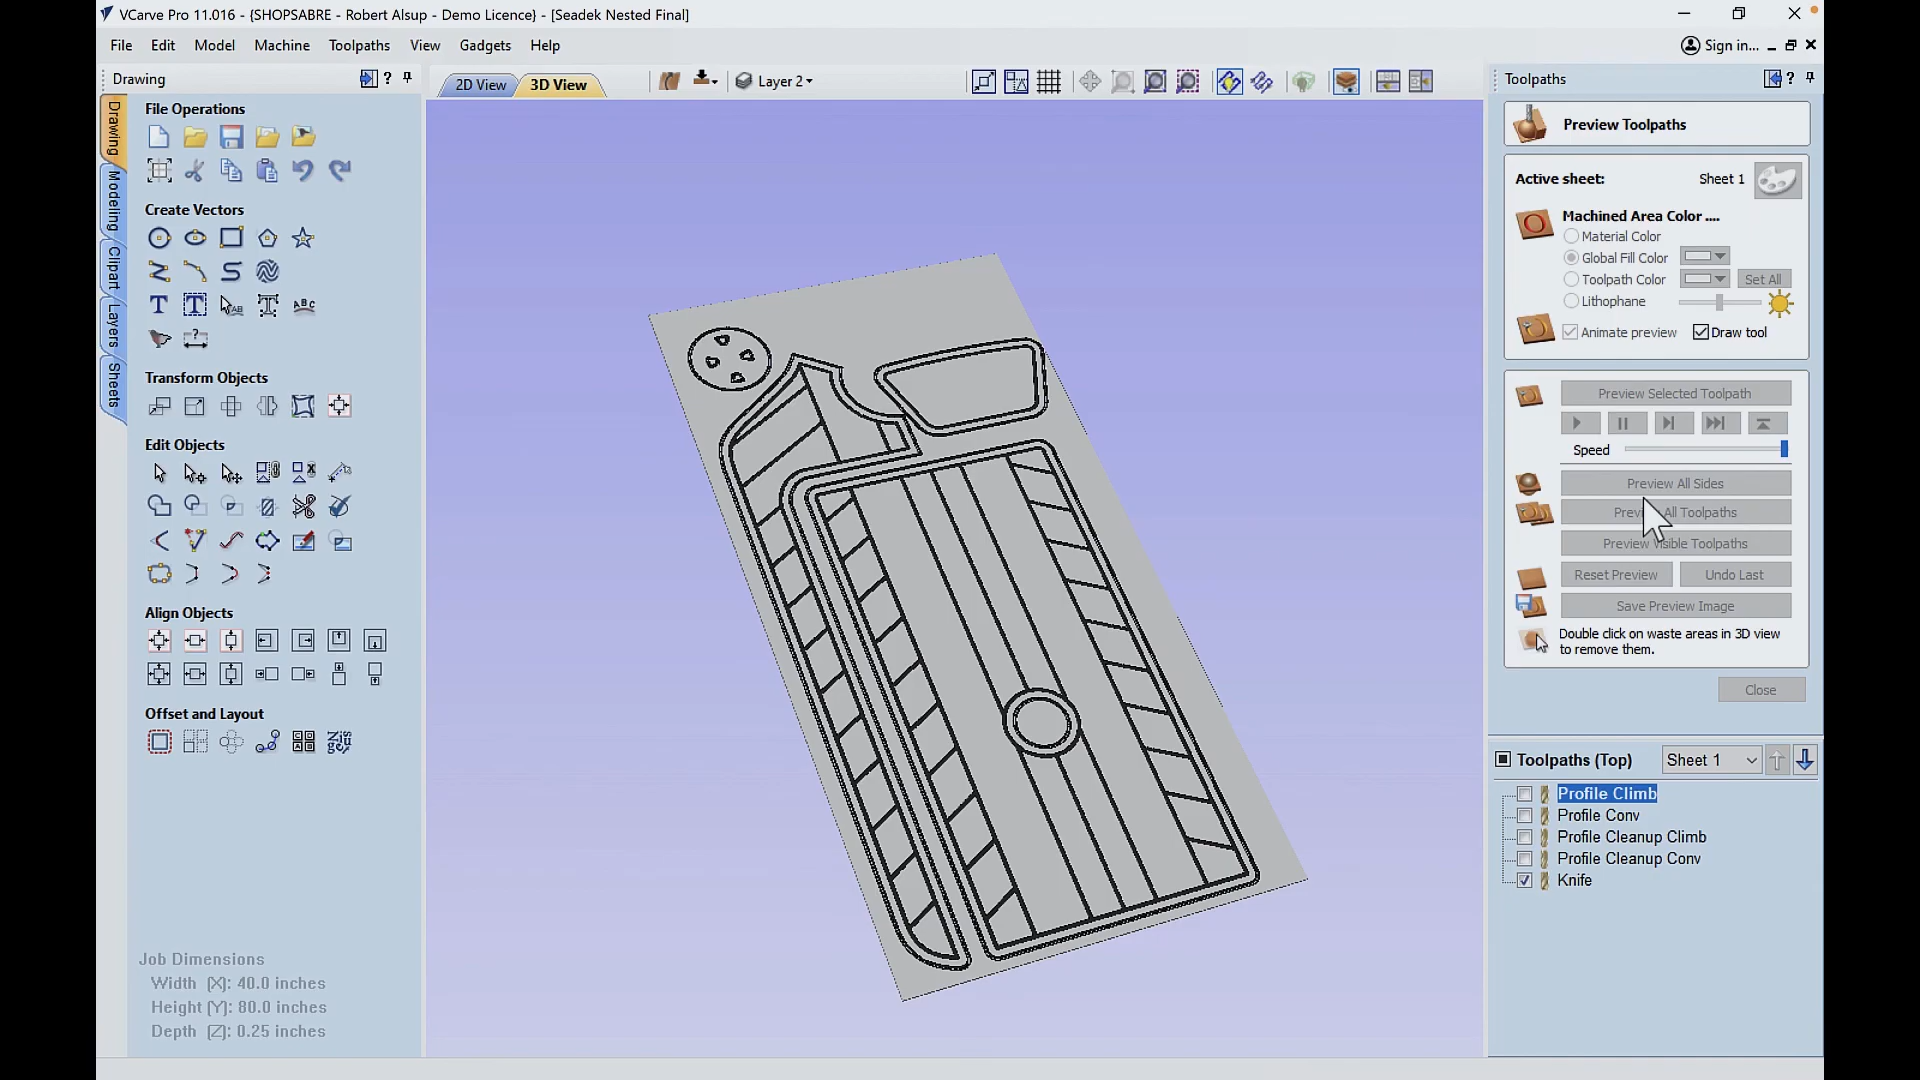 VCarve Pro 11.016 - {SHOPSABRE - Robert Alsup - Demo Licence} - [Seadek Nested Final]
File Edit Model Machine Toolpaths View Gadgets Help
Sign in...
Drawing
2D View 3D View Layer 2
Toolpaths
Drawing
Modeling
Clipart
Layers
Sheets
File Operations
Create Vectors
Transform Objects
Edit Objects
Align Objects
Offset and Layout
Job Dimensions
Width (X): 40.0 inches
Height (Y): 80.0 inches
Depth (Z): 0.25 inches
Preview Toolpaths
Active sheet: Sheet 1
Machined Area Color ....
Material Color
Global Fill Color
Toolpath Color Set All
Lithophane
Animate preview Draw tool
Preview Selected Toolpath
Speed
Preview All Sides
Preview All Toolpaths
Preview Visible Toolpaths
Reset Preview Undo Last
Save Preview Image
Double click on waste areas in 3D view
to remove them.
Close
Toolpaths (Top) Sheet 1
Profile Climb
Profile Conv
Profile Cleanup Climb
Profile Cleanup Conv
Knife